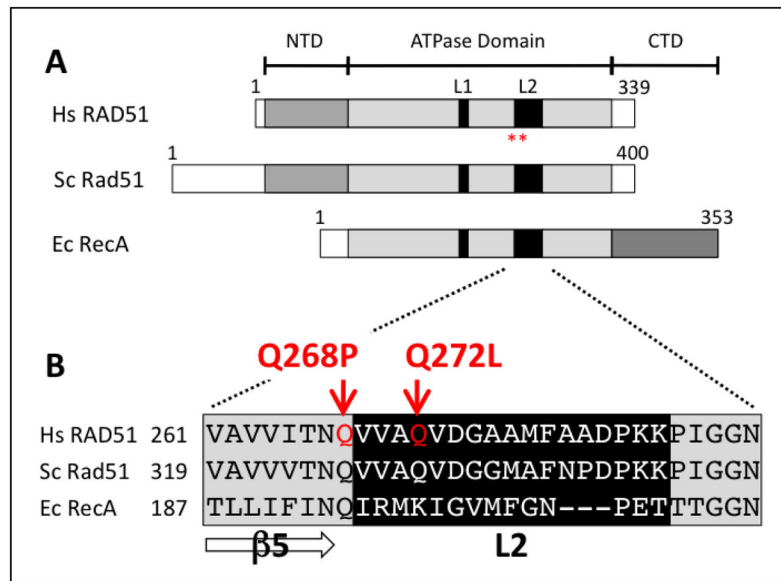 A
NTD ATPase Domain CTD
1 L1 L2 339
Hs RAD51
**
1 400
Sc Rad51
1 353
Ec RecA
B
Q268P Q272L
Hs RAD51 261 VAVVITNQVVAQVDGAAMFAADPKKPIGGN
Sc Rad51 319 VAVVVTNQVVAQVDGGMAFNPDPKKPIGGN
Ec RecA 187 TLLIFINQIRMKIGVMFGN---PETTTGGN
β5 L2